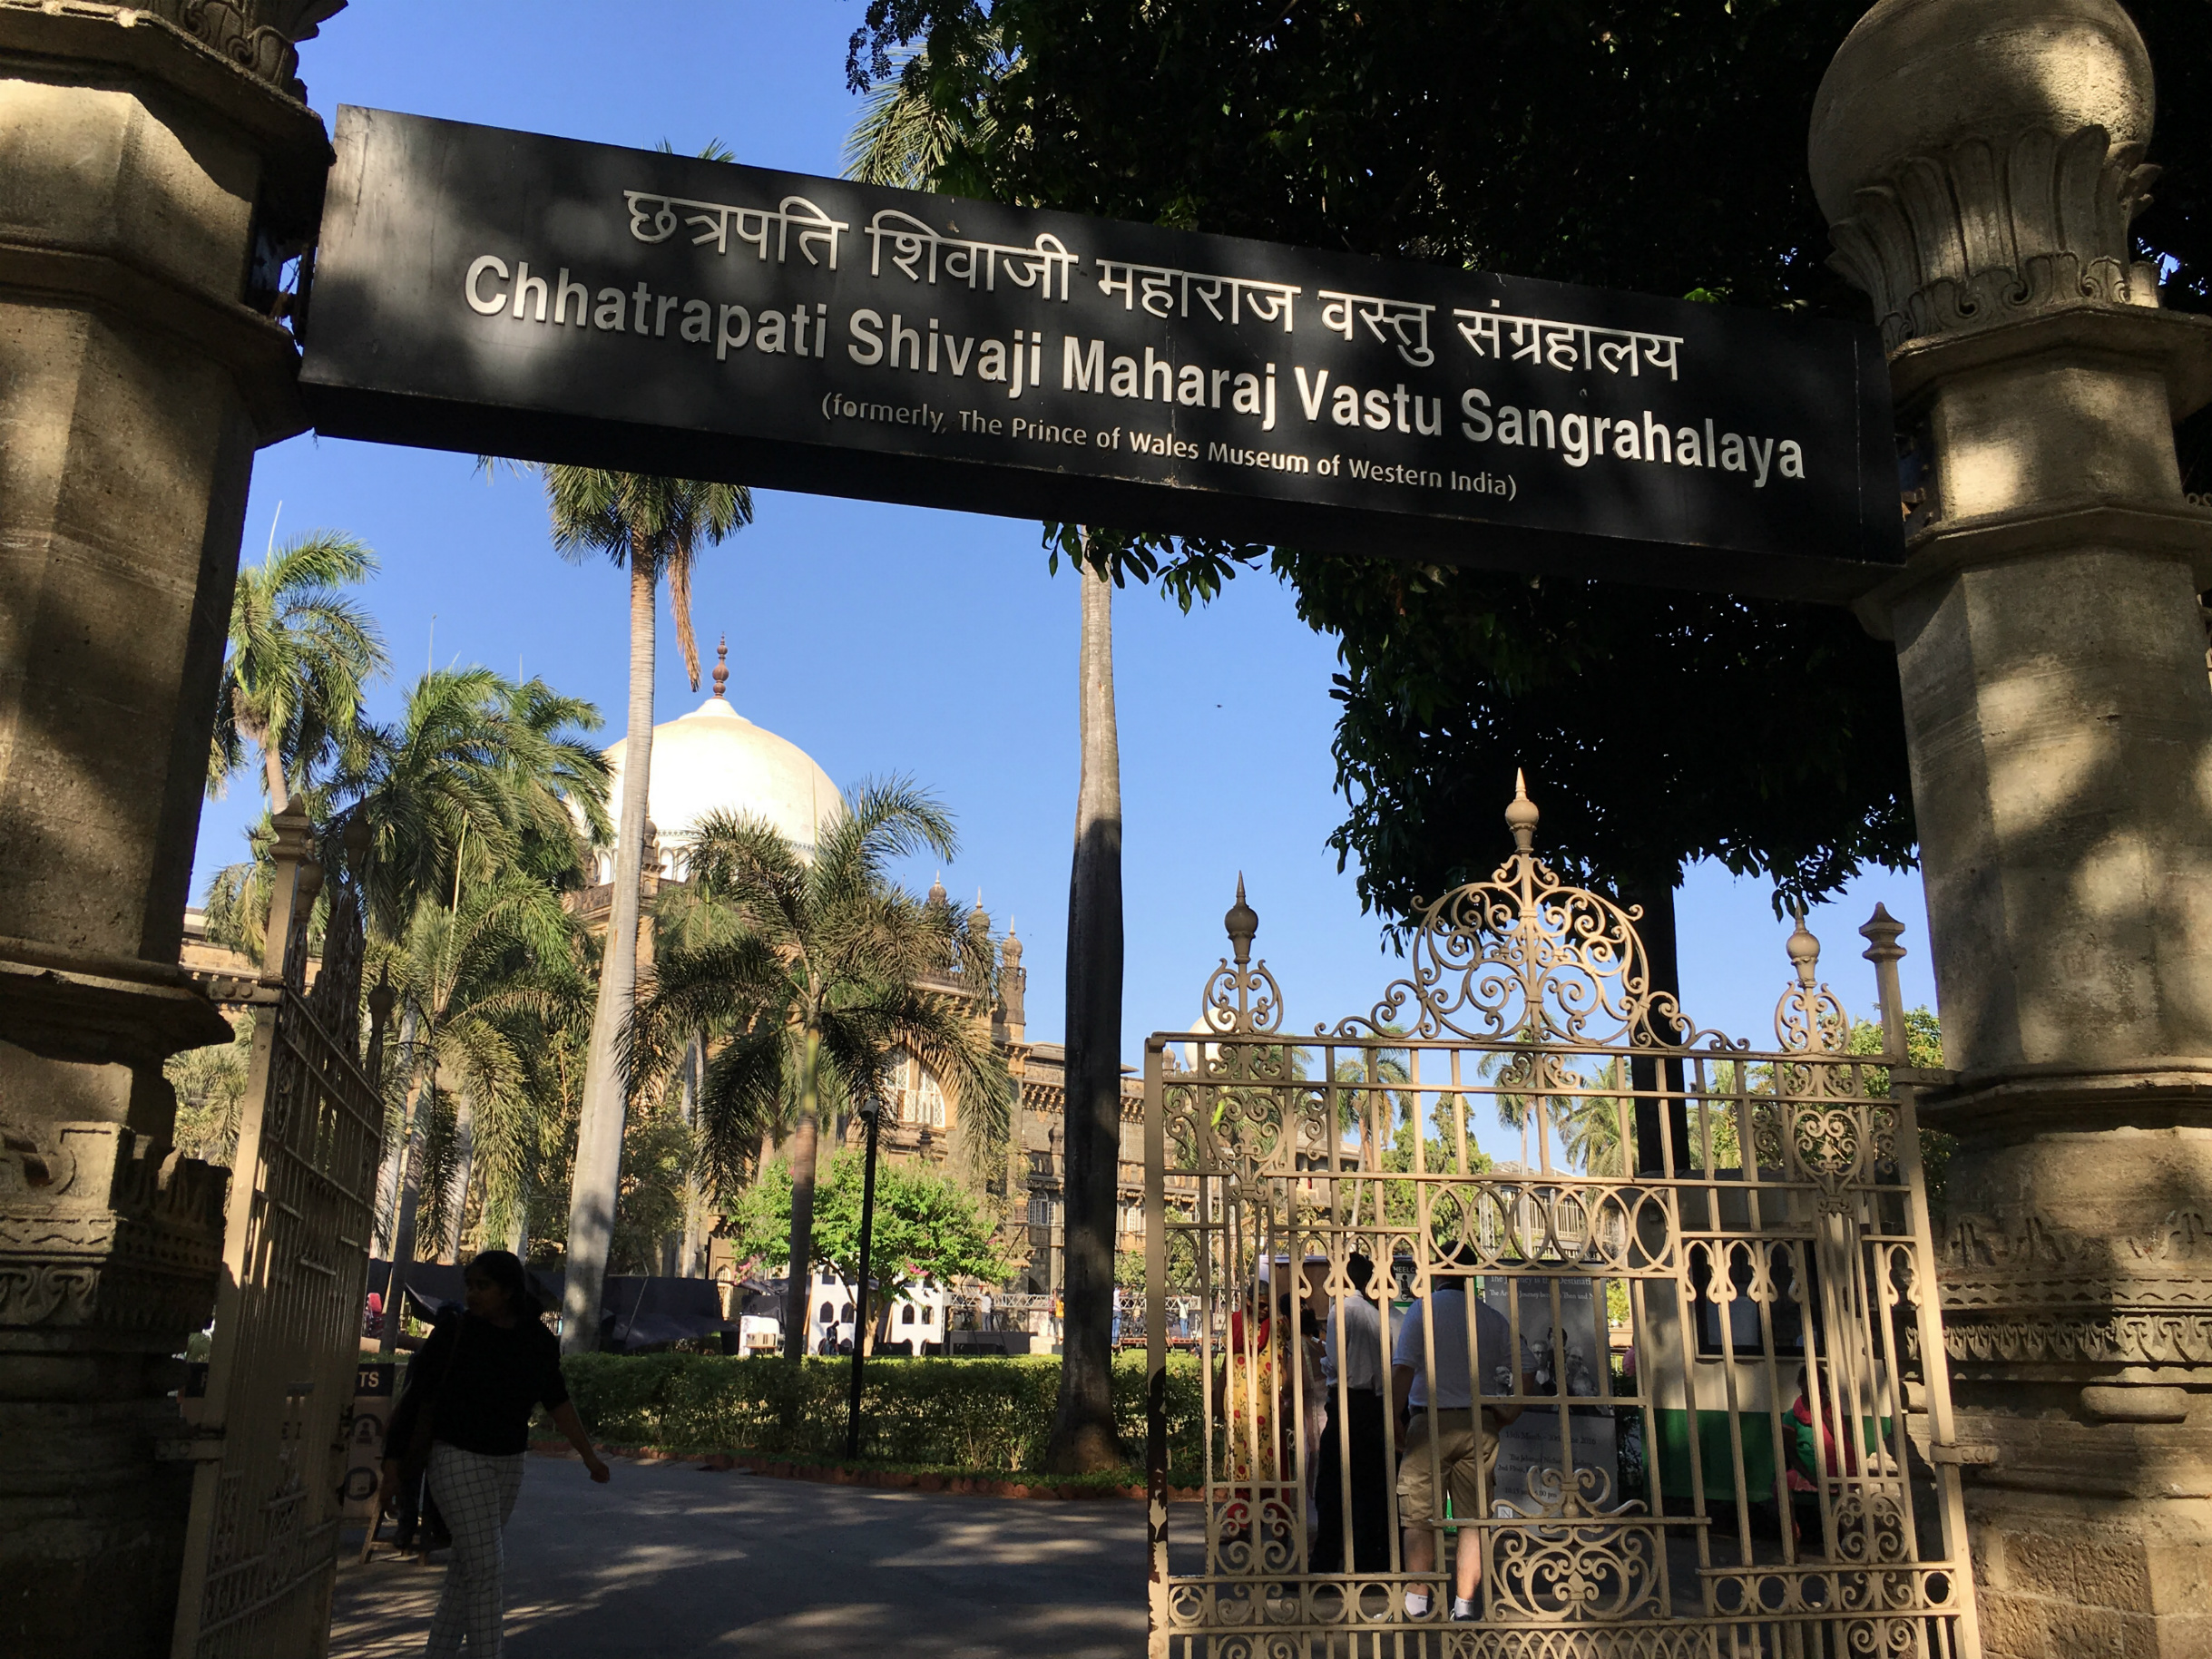 छत्रपति शिवाजी महाराज वस्तु संग्रहालय
Chhatrapati Shivaji Maharaj Vastu Sangrahalaya
(formerly, The Prince of Wales Museum of Western India)